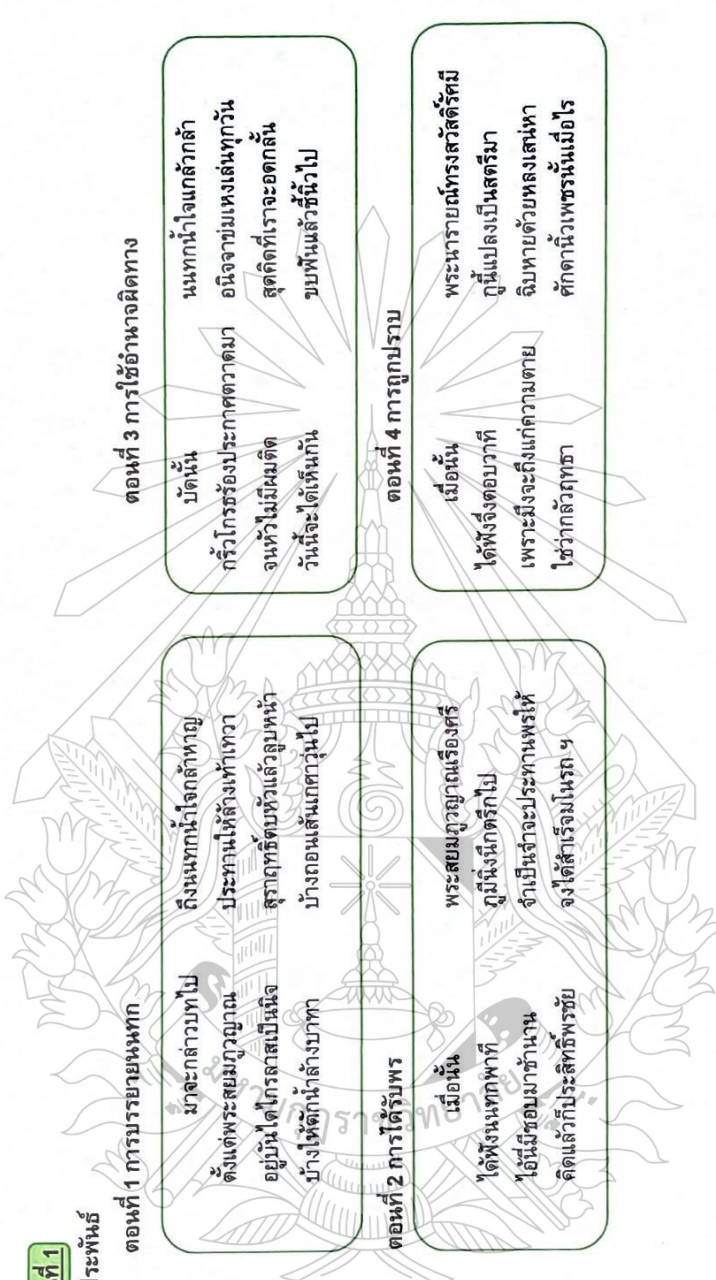 ที่ 1
ระพันธ์
ตอนที่ 1 การบรรยายนนทก
มาจะกล่าวบทไป ถึงนนทกน้ำใจกล้าหาญ
ตั้งแต่พระสยมภูวญาณ ประทานให้ล้างเท้าเทวา
อยู่บันไดไกรลาสเป็นนิจ สุราฤทธิ์ตบหัวแล้วลูบหน้า
บ้างให้ตักน้ำล้างบาทา บ้างถอนเส้นเกศาวุ่นไป
ตอนที่ 2 การได้รับพร
เมื่อนั้น พระสยมภูวญาณเรืองศรี
ได้ฟังนนทกพาที ภูมีนิ่งนึกตรึกไป
ไอ้นี่มีชอบมาช้านาน จำเป็นจำจะประทานพรให้
คิดแล้วก็ประสิทธิ์พรชัย จงได้สำเร็จมโนรถ ฯ
ตอนที่ 3 การใช้อำนาจผิดทาง
บัดนั้น นนทกน้ำใจแกล้วกล้า
กริ้วโกรธร้องประกาศตวาดมา อนิจจาข่มเหงเล่นทุกวัน
จนหัวไม่มีผมติด สุดคิดที่เราจะอดกลั้น
วันนี้จะได้เห็นกัน ขบฟันแล้วชี้นิ้วไป
ตอนที่ 4 การถูกปราบ
เมื่อนั้น พระนารายณ์ทรงสวัสดิ์รัศมี
ได้ฟังจึงตอบวาที กูนี้แปลงเป็นสตรีมา
เพราะมึงจะถึงแก่ความตาย ฉิบหายด้วยหลงเสน่หา
ใช่ว่ากลัวฤทธา ศักดานิ้วเพชรนั้นเมื่อไร